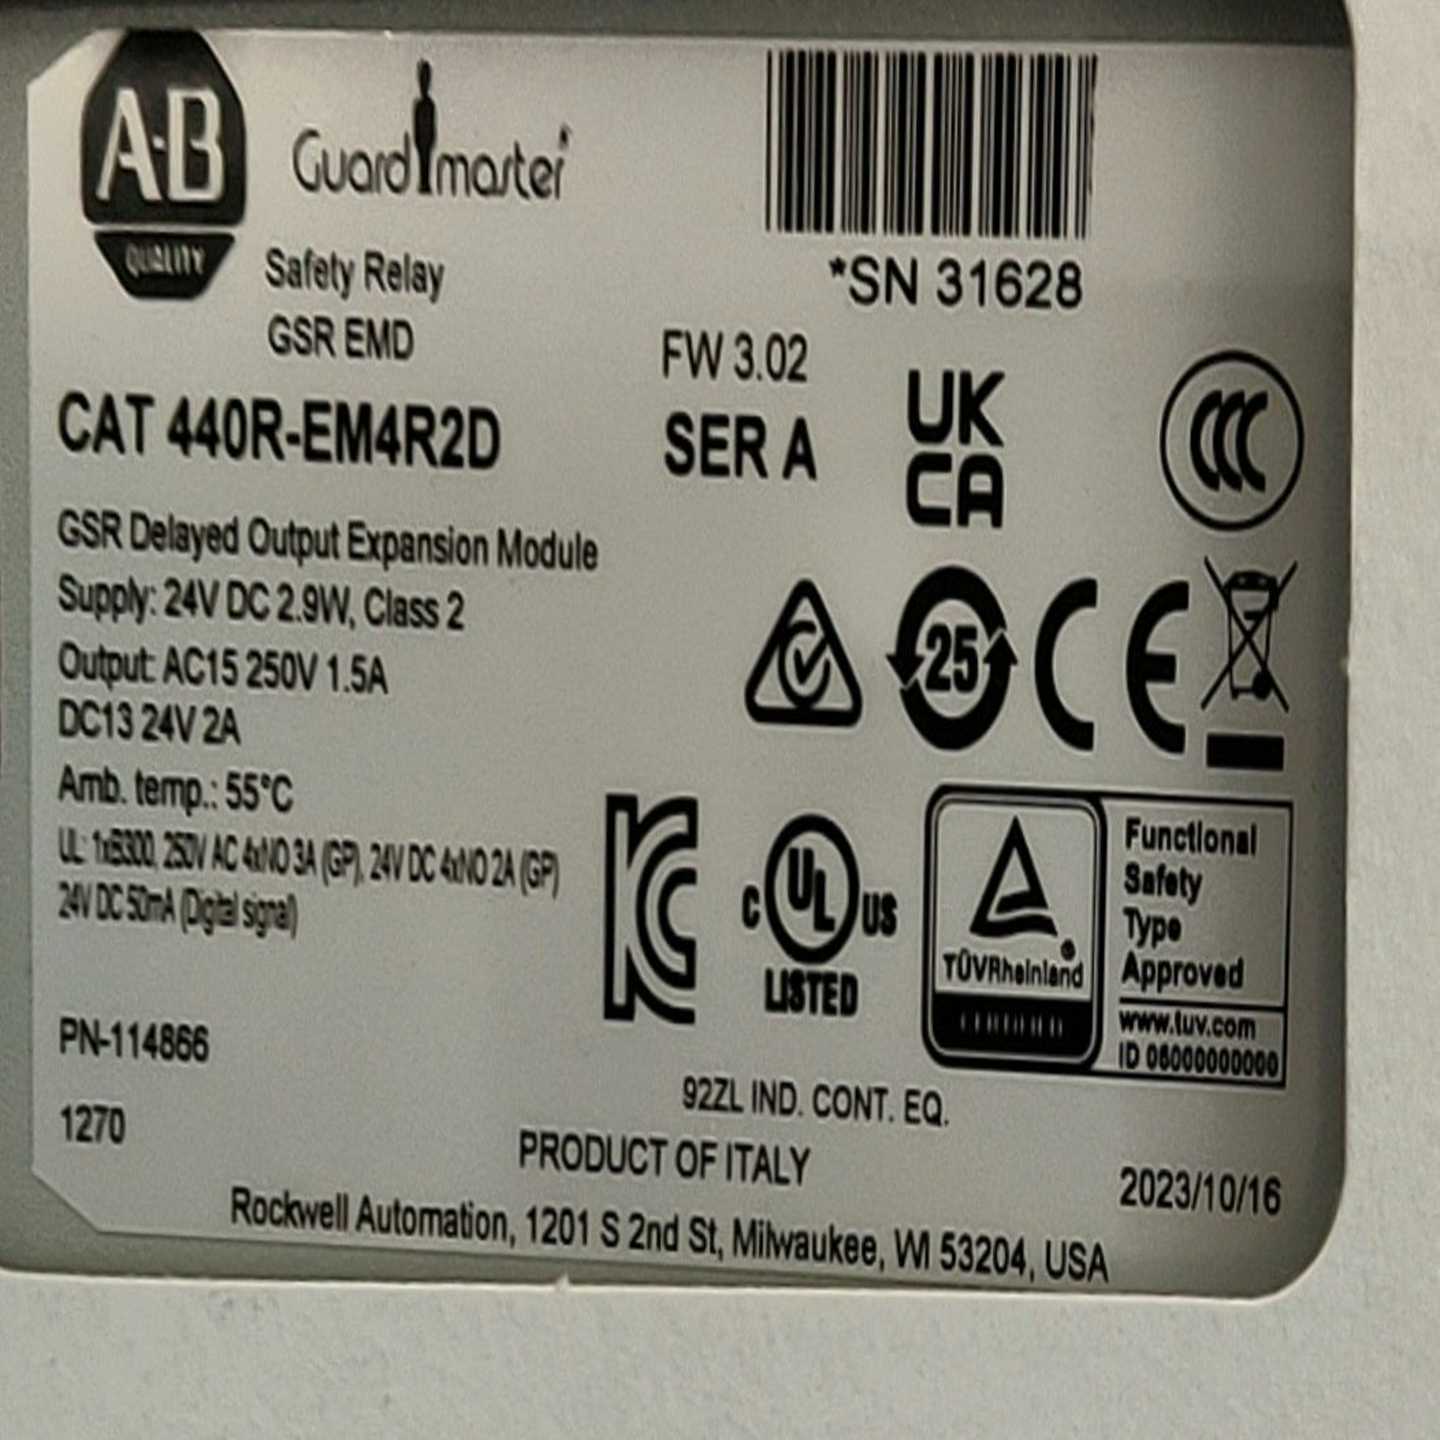 A-B
QUALITY
Guardmaster
*SN 31628
Safety Relay
GSR EMD
FW 3.02
CAT 440R-EM4R2D
SER A
UK
CA
CCC
GSR Delayed Output Expansion Module
Supply: 24V DC 2.9W, Class 2
Output: AC15 250V 1.5A
DC13 24V 2A
25
CE
Amb. temp.: 55°C
UL: 1xB300, 250V AC 4xNO 3A (GP), 24V DC 4xNO 2A (GP)
24V DC 50mA (Digital signal)
C UL US
LISTED
TÜVRheinland®
CERTIFIED
Functional
Safety
Type
Approved
www.tuv.com
ID 06000000000
PN-114866
1270
92ZL IND. CONT. EQ.
PRODUCT OF ITALY
2023/10/16
Rockwell Automation, 1201 S 2nd St, Milwaukee, WI 53204, USA